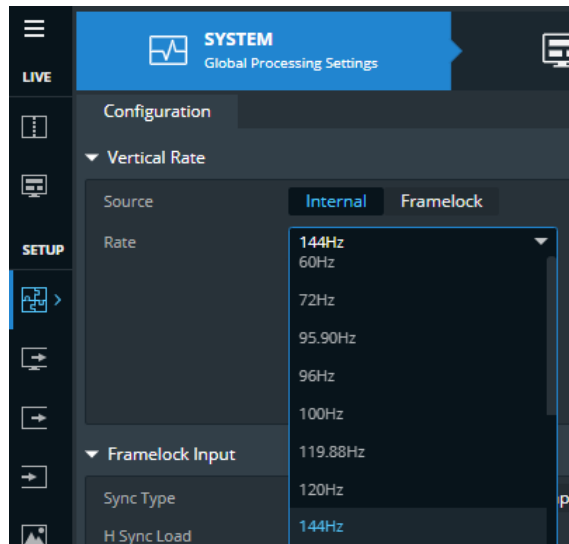 SYSTEM
Global Processing Settings
LIVE
Configuration
Vertical Rate
Source Internal Framelock
SETUP
Rate 144Hz
60Hz
72Hz
95.90Hz
96Hz
100Hz
119.88Hz
120Hz
144Hz
Framelock Input
Sync Type
H Sync Load